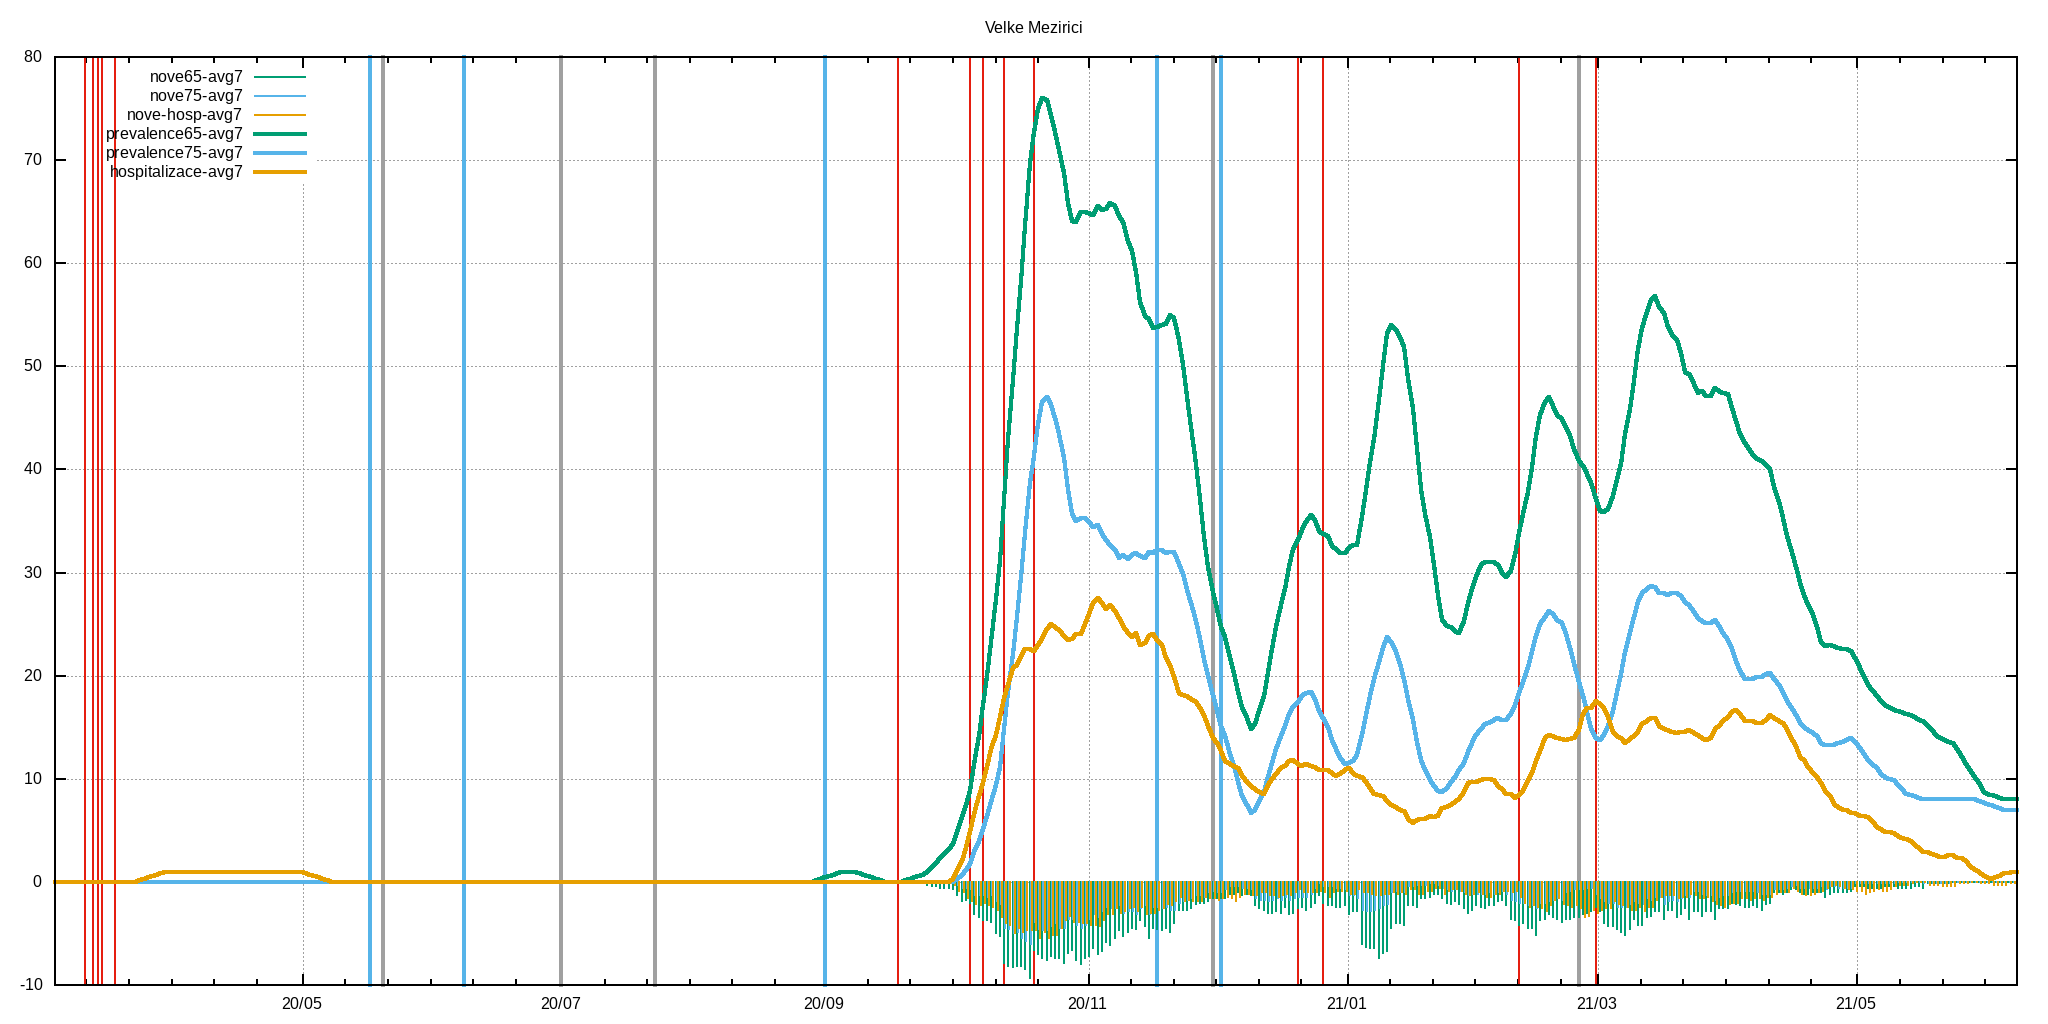 Velke Mezirici
80
70
60
50
40
30
20
10
0
-10
nove65-avg7
nove75-avg7
nove-hosp-avg7
prevalence65-avg7
prevalence75-avg7
hospitalizace-avg7
20/05
20/07
20/09
20/11
21/01
21/03
21/05